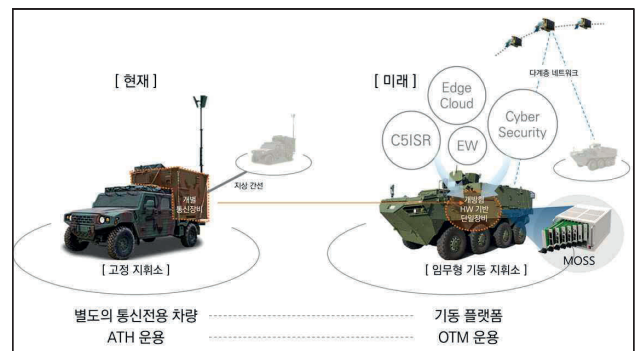 [ 현재 ]
개별
통신장비
지상 간선
[ 고정 지휘소 ]
[ 미래 ]
다계층 네트워크
Edge
Cloud
Cyber
Security
C5ISR
EW
개방형
HW 기반
단일장비
MOSS
[ 임무형 기동 지휘소 ]
별도의 통신전용 차량
기동 플랫폼
ATH 운용
OTM 운용